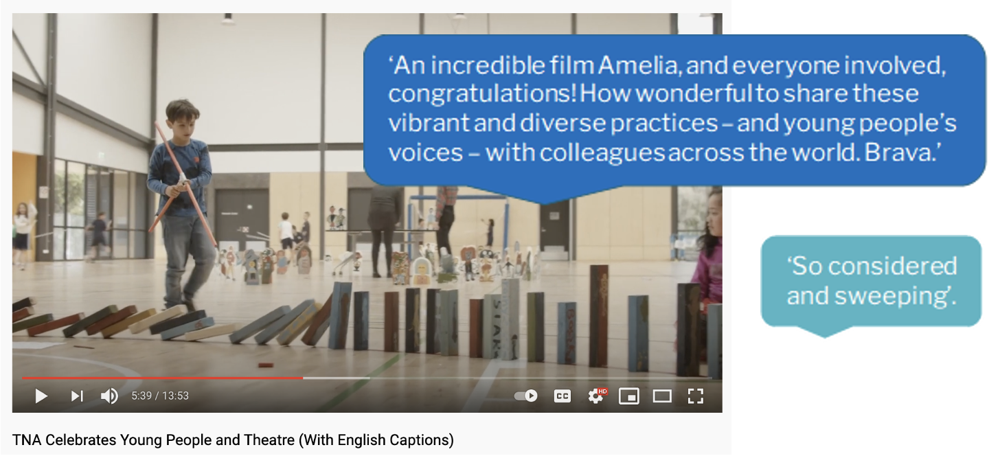 ‘An incredible film Amelia, and everyone involved,
congratulations! How wonderful to share these
vibrant and diverse practices – and young people’s
voices – with colleagues across the world. Brava.’
‘So considered
and sweeping’.
START
HD
CC
5:39 / 13:53
TNA Celebrates Young People and Theatre (With English Captions)